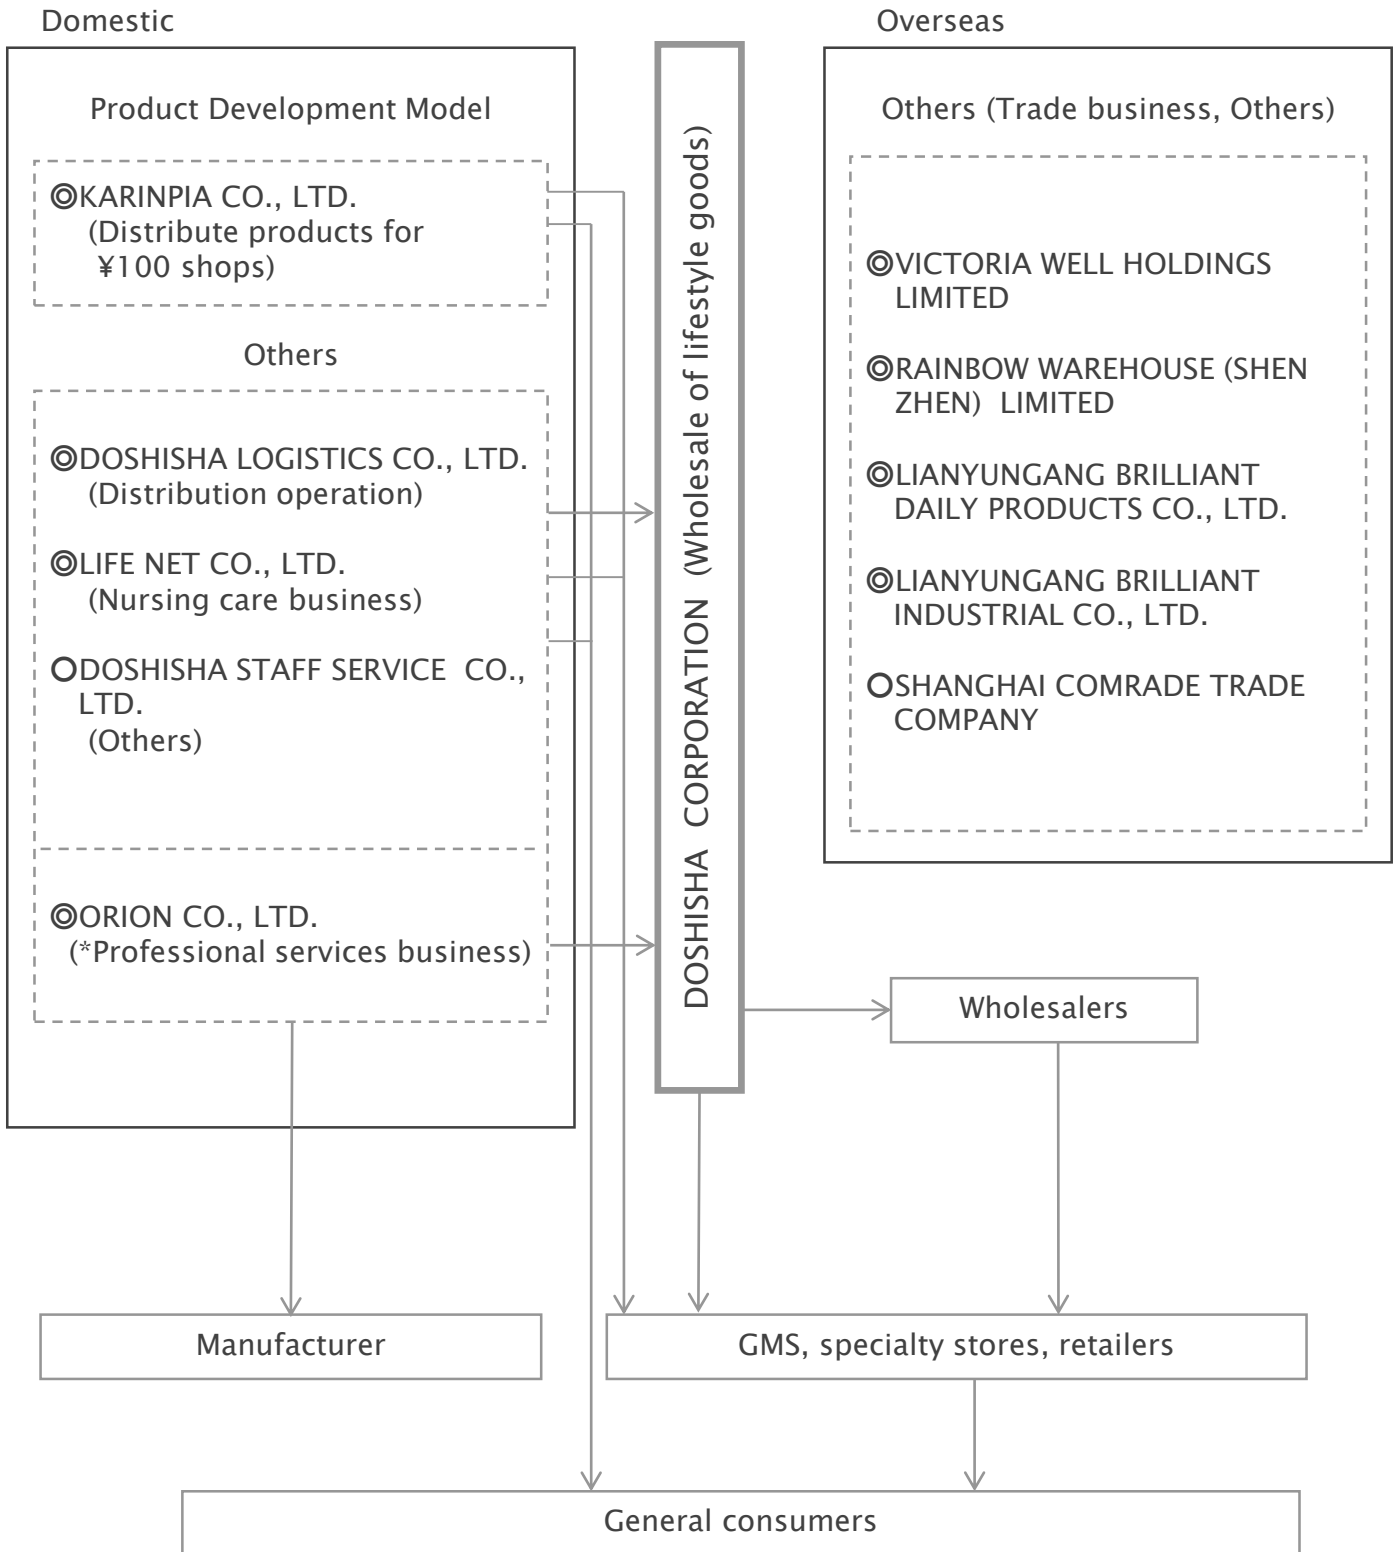 Domestic
Product Development Model
◎KARINPIA CO., LTD.
(Distribute products for
¥100 shops)
Others
◎DOSHISHA LOGISTICS CO., LTD.
(Distribution operation)
◎LIFE NET CO., LTD.
(Nursing care business)
○DOSHISHA STAFF SERVICE CO.,
LTD.
(Others)
◎ORION CO., LTD.
(*Professional services business)
DOSHISHA CORPORATION (Wholesale of lifestyle goods)
Overseas
Others (Trade business, Others)
◎VICTORIA WELL HOLDINGS
LIMITED
◎RAINBOW WAREHOUSE (SHEN
ZHEN) LIMITED
◎LIANYUNGANG BRILLIANT
DAILY PRODUCTS CO., LTD.
◎LIANYUNGANG BRILLIANT
INDUSTRIAL CO., LTD.
○SHANGHAI COMRADE TRADE
COMPANY
Wholesalers
Manufacturer
GMS, specialty stores, retailers
General consumers